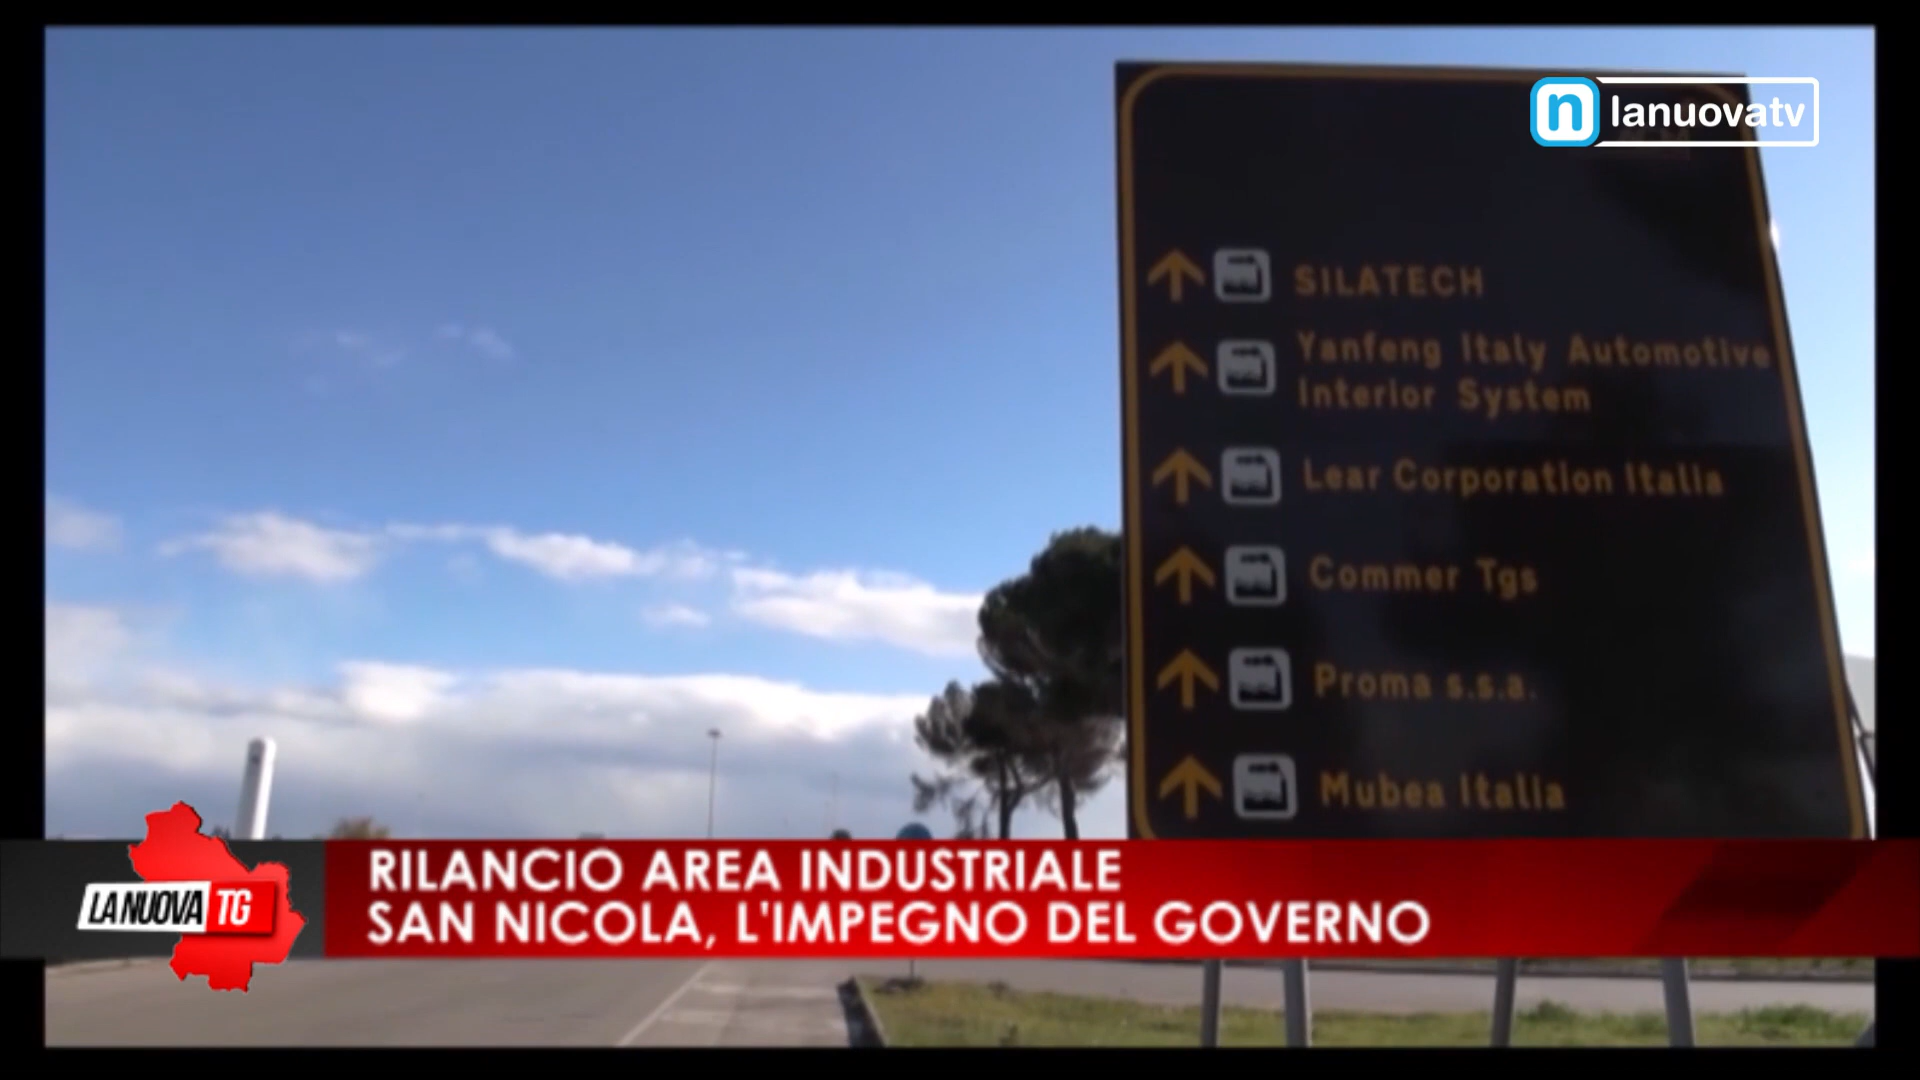 n lanuovatv
SILATECH
Yanfeng Italy Automotive
Interior System
Lear Corporation Italia
Commer Tgs
Proma s.s.a.
Mubea Italia
LA NUOVA TG
RILANCIO AREA INDUSTRIALE
SAN NICOLA, L'IMPEGNO DEL GOVERNO